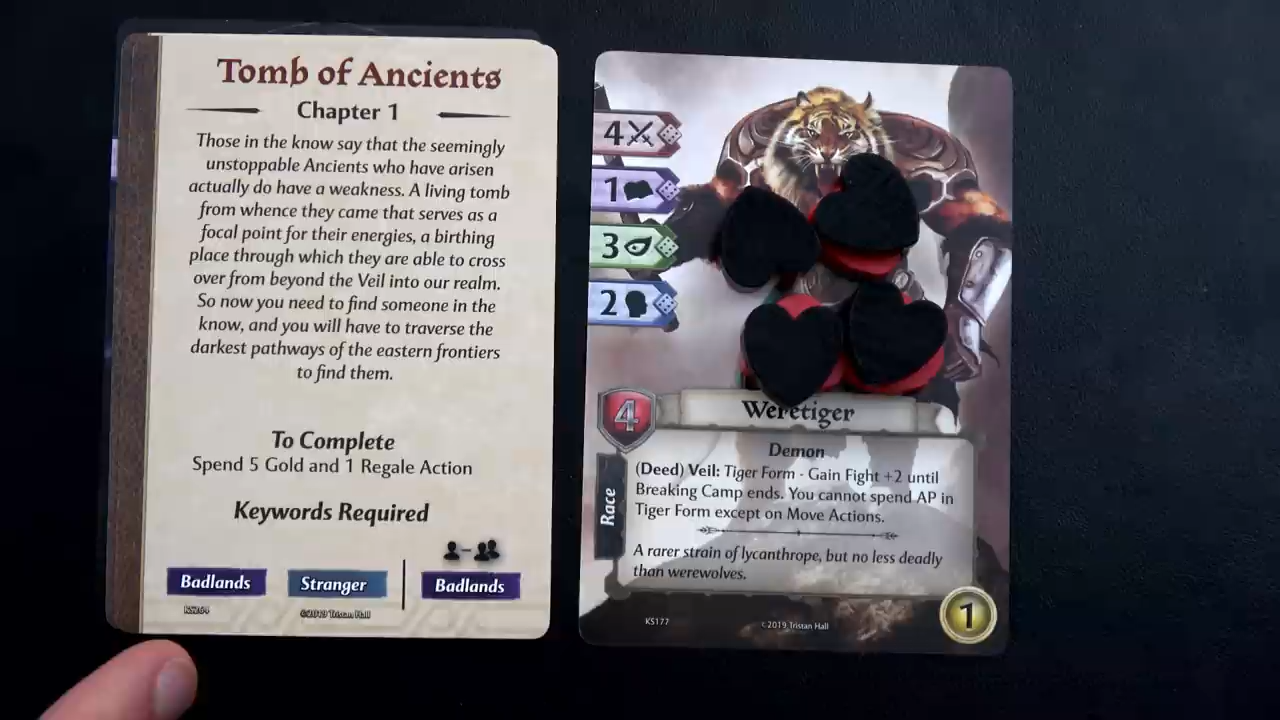 Tomb of Ancients
Chapter 1
Those in the know say that the seemingly
unstoppable Ancients who have arisen
actually do have a weakness. A living tomb
from whence they came that serves as a
focal point for their energies, a birthing
place through which they are able to cross
over from beyond the Veil into our realm.
So now you need to find someone in the
know, and you will have to traverse the
darkest pathways of the eastern frontiers
to find them.
To Complete
Spend 5 Gold and 1 Regale Action
Keywords Required
Badlands
Stranger
Badlands
KS264
©2019 Tristan Hall
4
1
3
2
4
Weretiger
Demon
Race
(Deed) Veil: Tiger Form - Gain Fight +2 until
Breaking Camp ends. You cannot spend AP in
Tiger Form except on Move Actions.
A rarer strain of lycanthrope, but no less deadly
than werewolves.
1
KS177
©2019 Tristan Hall